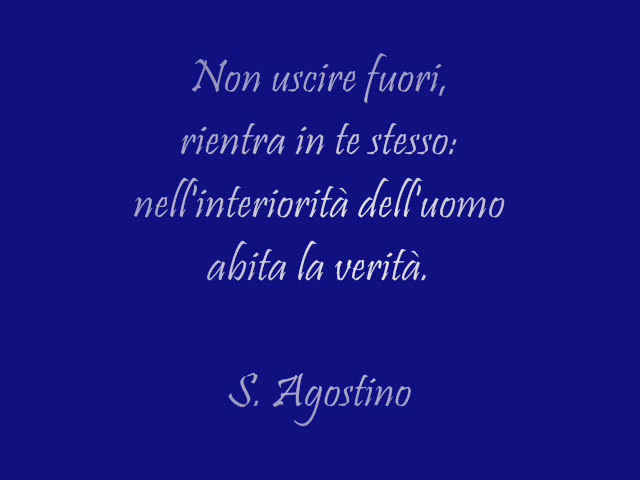 Non uscire fuori,
rientra in te stesso:
nell'interiorità dell'uomo
abita la verità.
S. Agostino